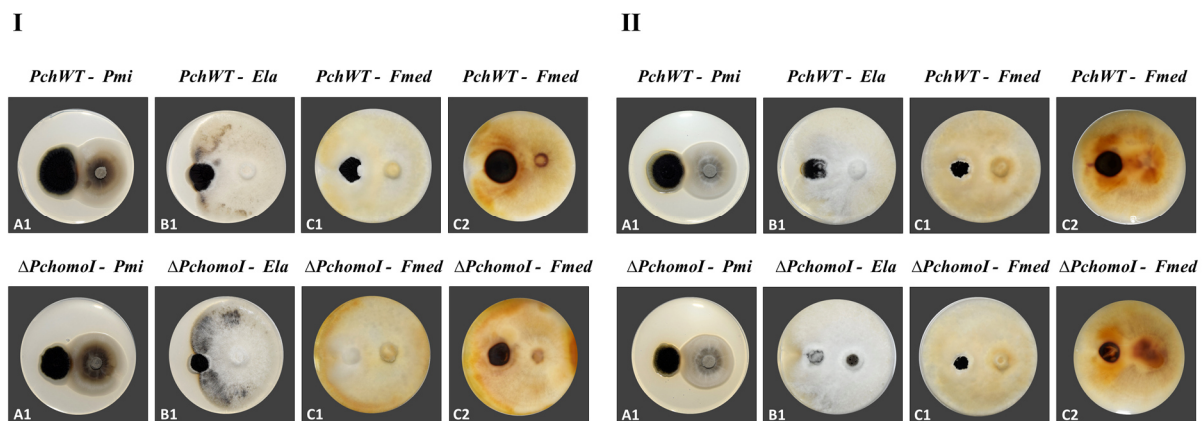 I
II
PchWT - Pmi
PchWT - Ela
PchWT - Fmed
PchWT - Fmed
PchWT - Pmi
PchWT - Ela
PchWT - Fmed
PchWT - Fmed
A1
B1
C1
C2
A1
B1
C1
C2
ΔPchomoI - Pmi
ΔPchomoI - Ela
ΔPchomoI - Fmed
ΔPchomoI - Fmed
ΔPchomoI - Pmi
ΔPchomoI - Ela
ΔPchomoI - Fmed
ΔPchomoI - Fmed
A1
B1
C1
C2
A1
B1
C1
C2